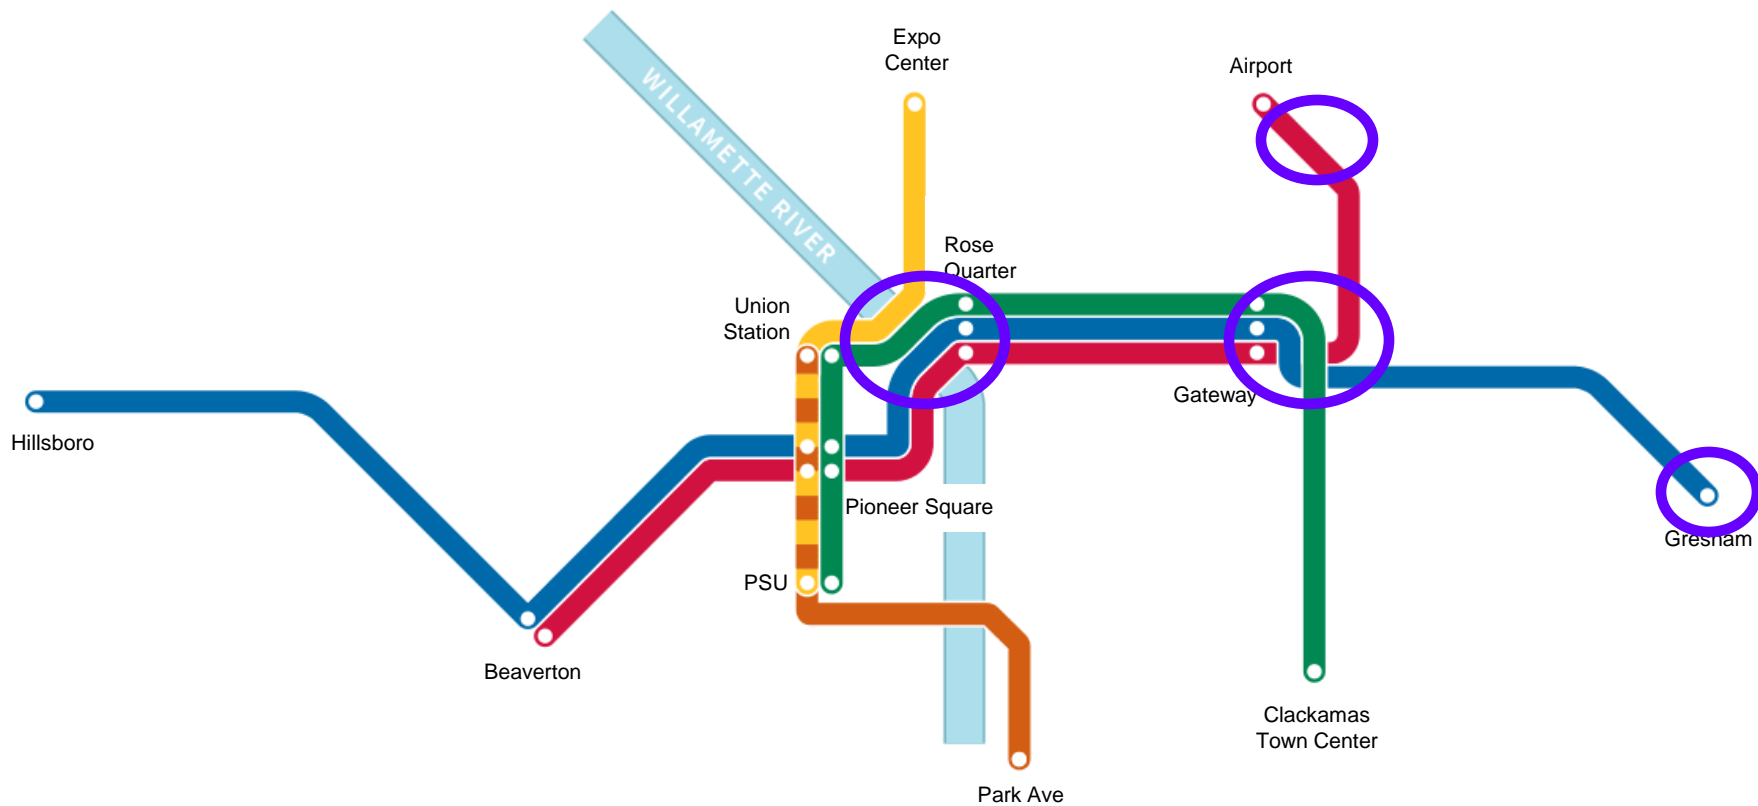 Expo
Center
Airport
WILLAMETTE RIVER
Rose
Quarter
Union
Station
Gateway
Hillsboro
Pioneer Square
Gresham
PSU
Beaverton
Clackamas
Town Center
Park Ave